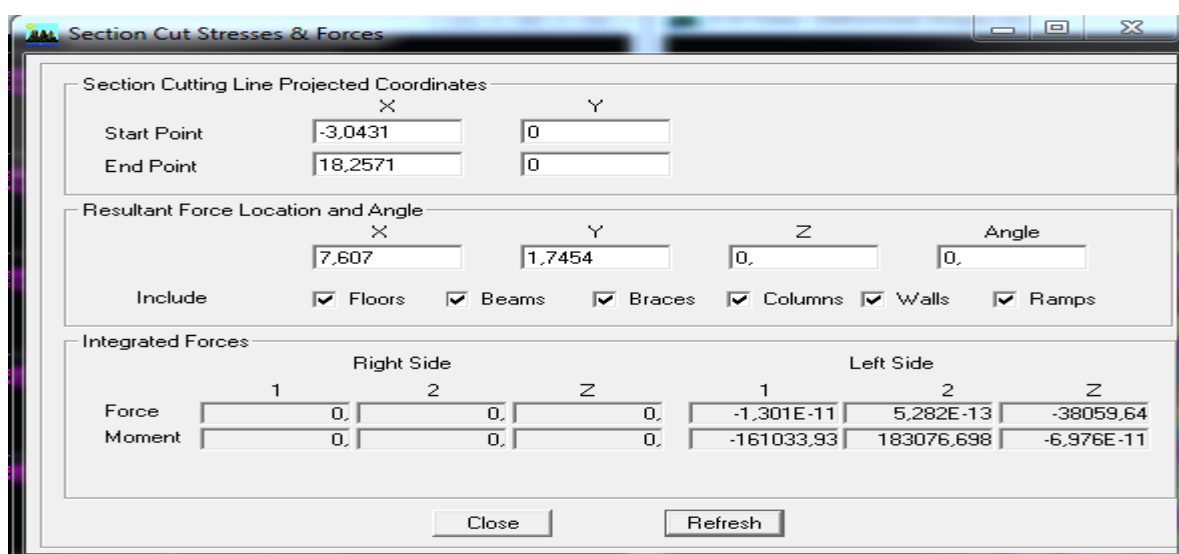 Section Cut Stresses & Forces
Section Cutting Line Projected Coordinates
X Y
Start Point -3,0431 0
End Point 18,2571 0
Resultant Force Location and Angle
X Y Z Angle
7,607 1,7454 0, 0,
Include Floors Beams Braces Columns Walls Ramps
Integrated Forces
Right Side Left Side
1 2 Z 1 2 Z
Force 0, 0, 0, -1,301E-11 5,282E-13 -38059,64
Moment 0, 0, 0, -161033,93 183076,698 -6,976E-11
Close Refresh